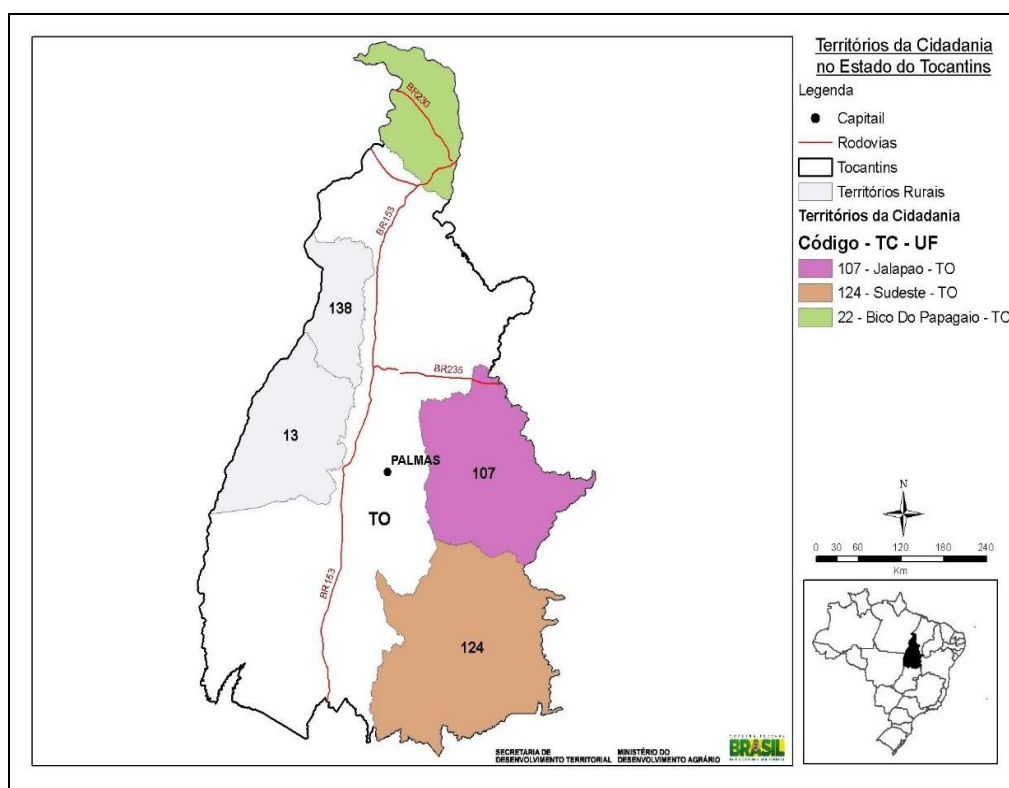 Territórios da Cidadania
no Estado do Tocantins
Legenda
Capitail
Rodovias
Tocantins
Territórios Rurais
Territórios da Cidadania
Código - TC - UF
107 - Jalapao - TO
124 - Sudeste - TO
22 - Bico Do Papagaio - TO
BR230
BR153
138
BR235
13
PALMAS
107
TO
BR153
124
N
0 30 60 120 180 240
Km
SECRETARIA DE
DESENVOLVIMENTO TERRITORIAL
MINISTÉRIO DO
DESENVOLVIMENTO AGRÁRIO
BRASIL